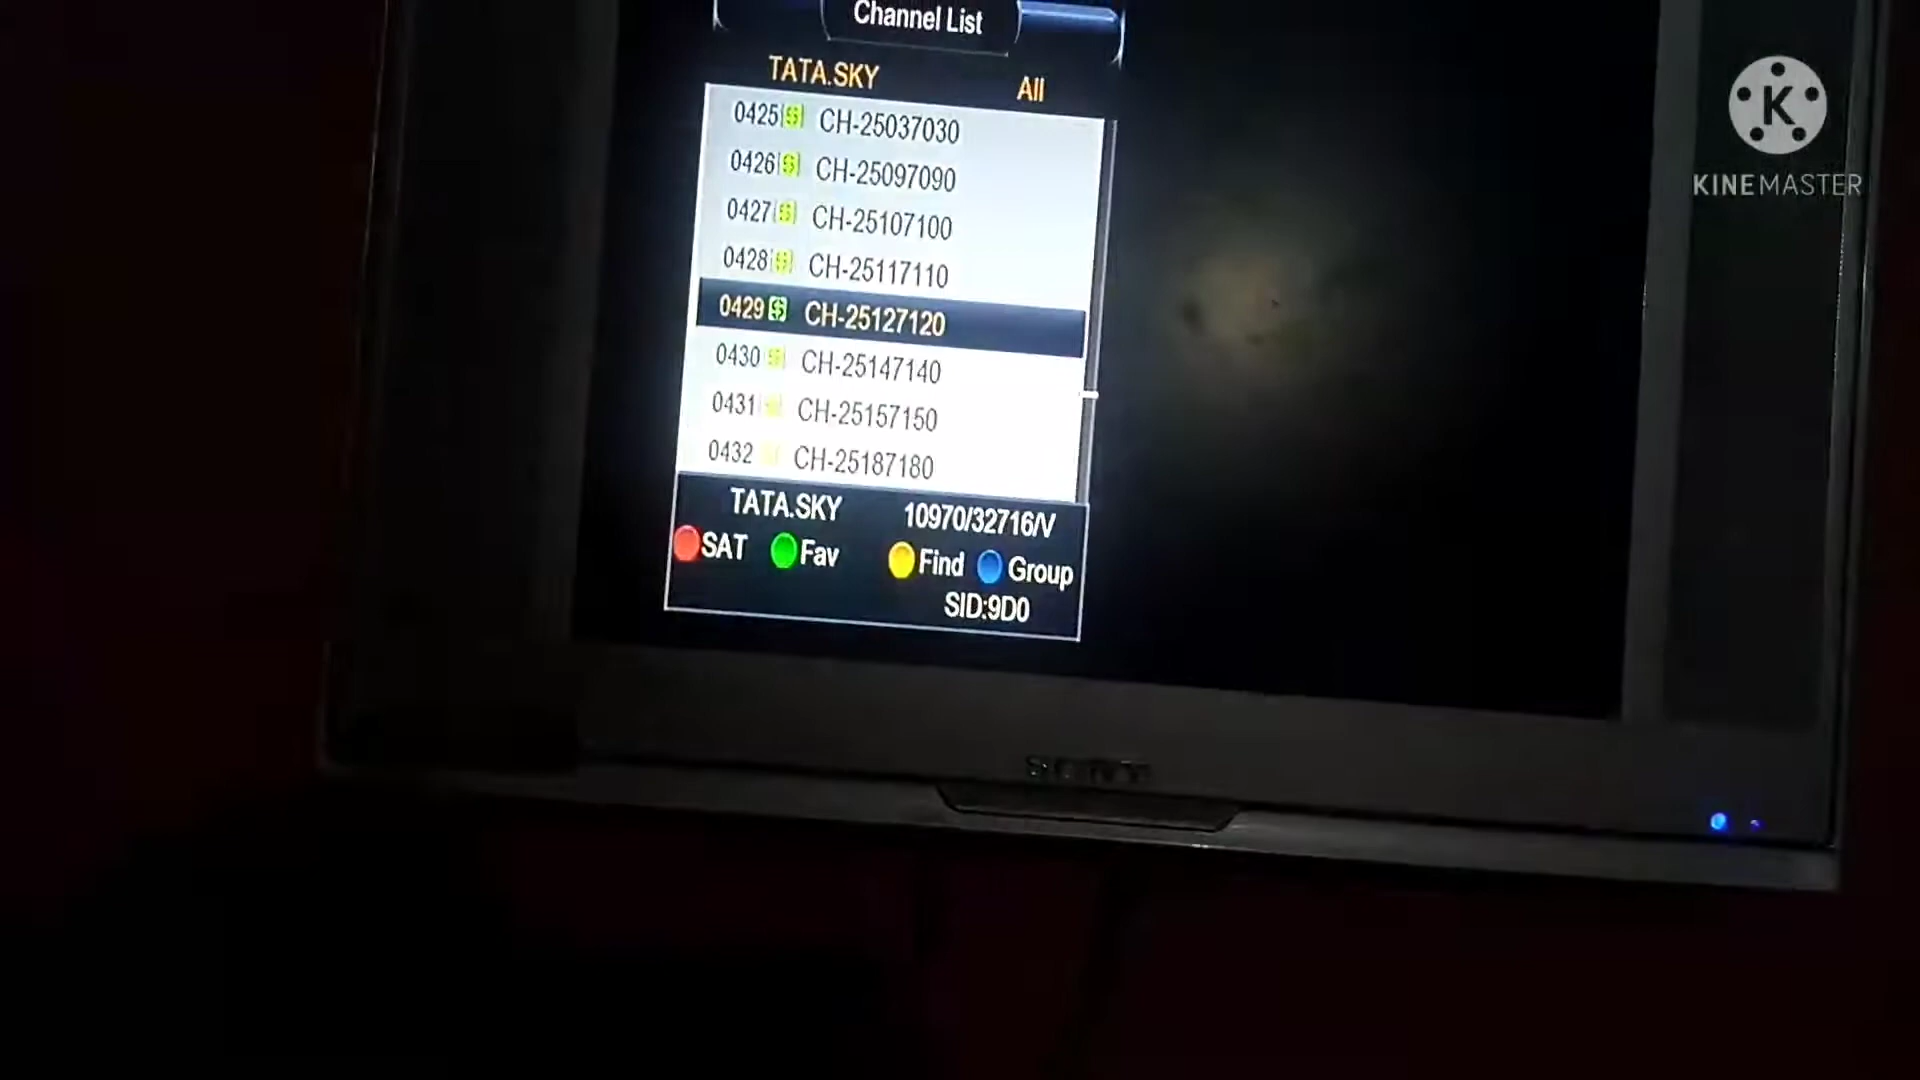 Channel List
TATA.SKY All
0425 $ CH-25037030
0426 $ CH-25097090
0427 $ CH-25107100
0428 $ CH-25117110
0429 $ CH-25127120
0430 $ CH-25147140
0431 $ CH-25157150
0432 $ CH-25187180
TATA.SKY 10970/32716/V
SAT Fav Find Group
SID:9D0
SONY
K
KINEMASTER